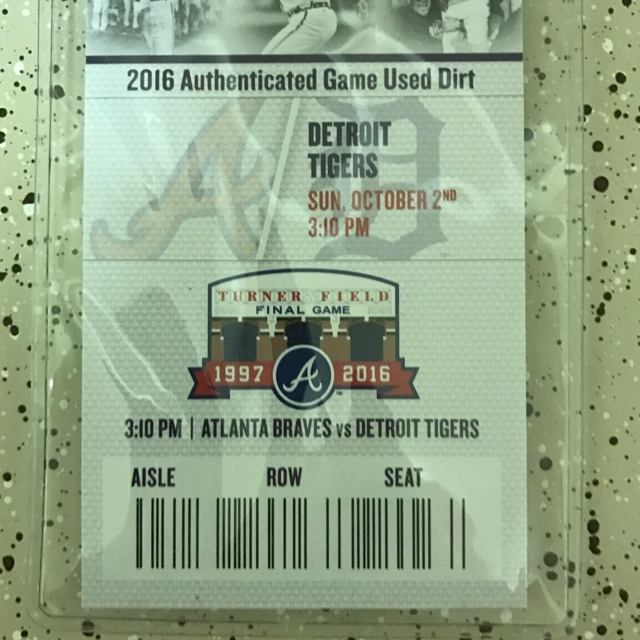 2016 Authenticated Game Used Dirt
DETROIT
TIGERS
SUN, OCTOBER 2ND
3:10 PM
TURNER FIELD
FINAL GAME
1997 A 2016
TM
3:10 PM | ATLANTA BRAVES vs DETROIT TIGERS
AISLE ROW SEAT